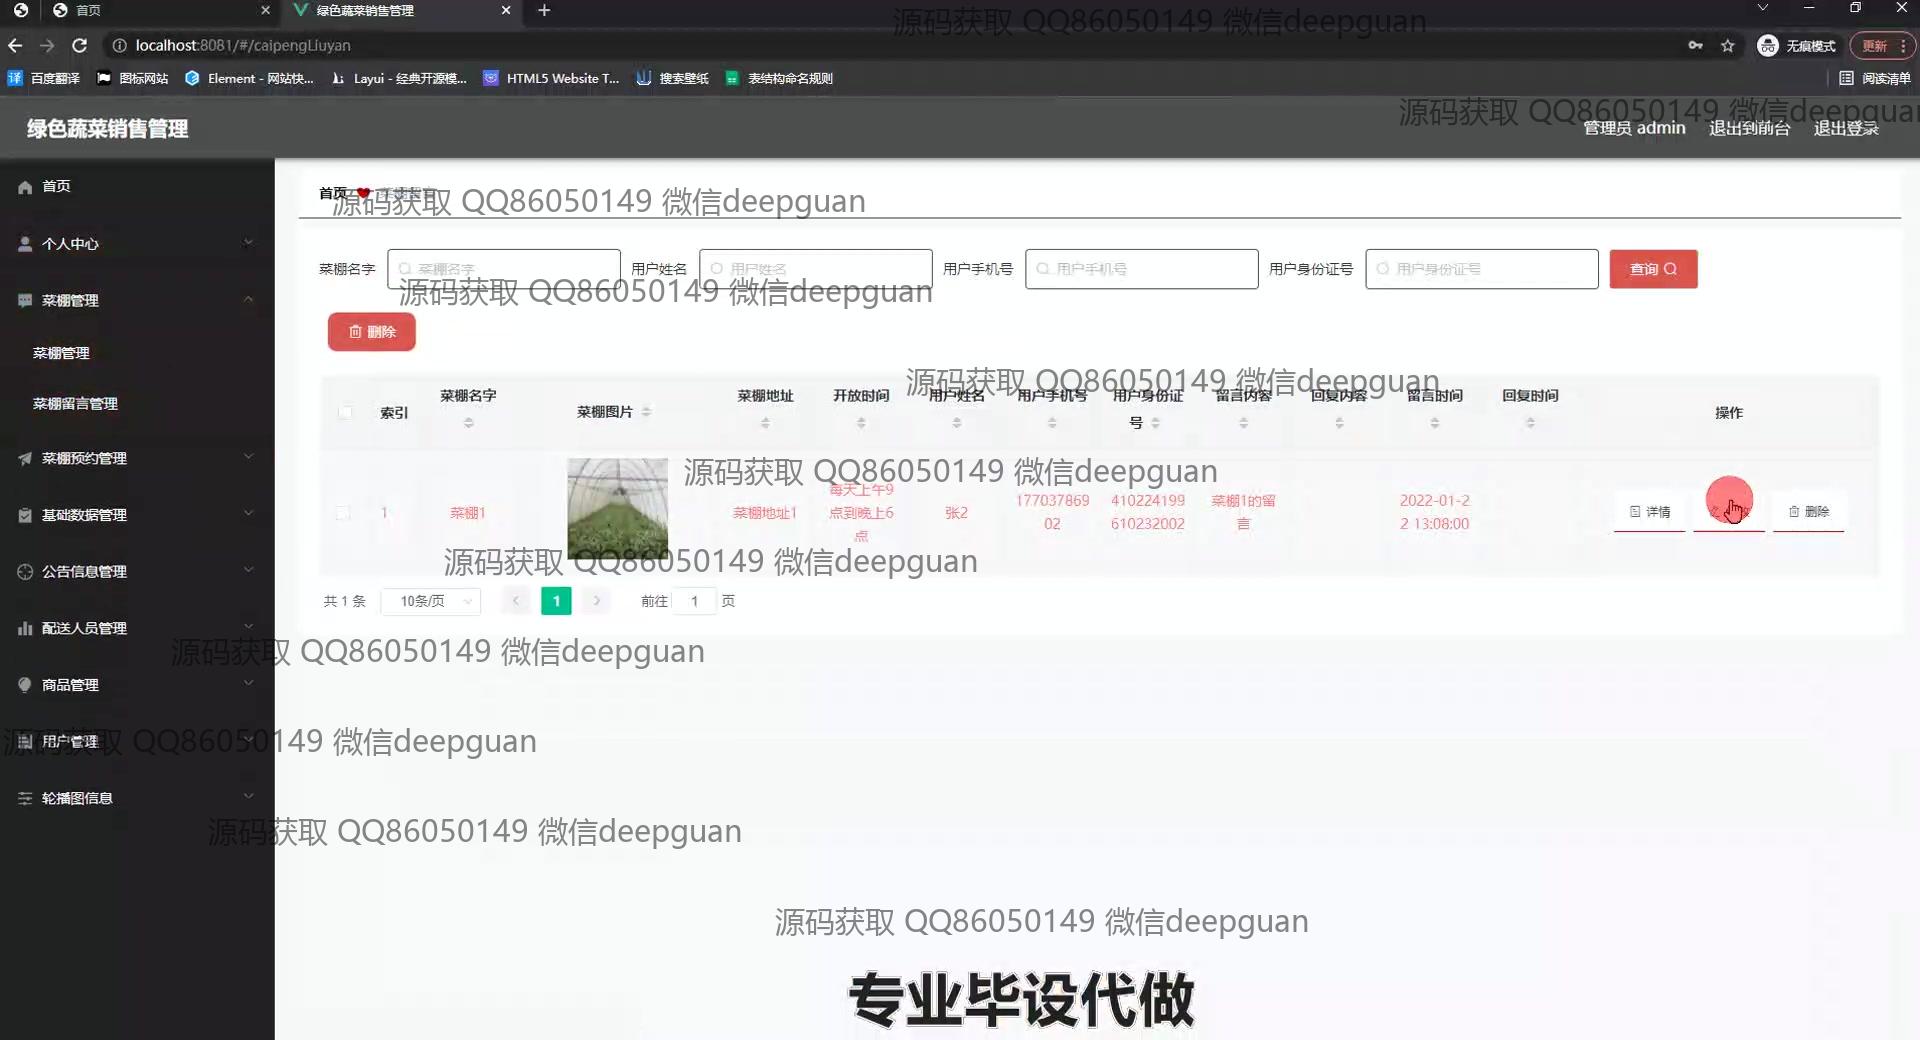 首页
绿色蔬菜销售管理
源码获取 QQ86050149 微信deepguan
localhost:8081/#/caipengLiuyan
无痕模式
更新
百度翻译
图标网站
Element - 网站快...
Layui - 经典开源模...
HTML5 Website T...
搜索壁纸
表结构命名规则
阅读清单
源码获取 QQ86050149 微信deepguan
绿色蔬菜销售管理
管理员 admin
退出到前台
退出登录
首页
个人中心
菜棚管理
菜棚管理
菜棚留言管理
菜棚预约管理
基础数据管理
公告信息管理
配送人员管理
商品管理
用户管理
轮播图信息
首页
源码获取 QQ86050149 微信deepguan
菜棚名字
菜棚名字
用户姓名
用户姓名
用户手机号
用户手机号
用户身份证号
用户身份证号
查询
源码获取 QQ86050149 微信deepguan
删除
源码获取 QQ86050149 微信deepguan
索引
菜棚名字
菜棚图片
菜棚地址
开放时间
用户姓名
用户手机号
用户身份证
号
留言内容
回复内容
留言时间
回复时间
操作
源码获取 QQ86050149 微信deepguan
1
菜棚1
菜棚地址1
每天上午9
点到晚上6
点
张2
177037869
02
410224199
610232002
菜棚1的留
言
2022-01-2
2 13:08:00
详情
删除
源码获取 QQ86050149 微信deepguan
共 1 条
10条/页
1
前往
1
页
源码获取 QQ86050149 微信deepguan
源码获取 QQ86050149 微信deepguan
源码获取 QQ86050149 微信deepguan
源码获取 QQ86050149 微信deepguan
专业毕设代做